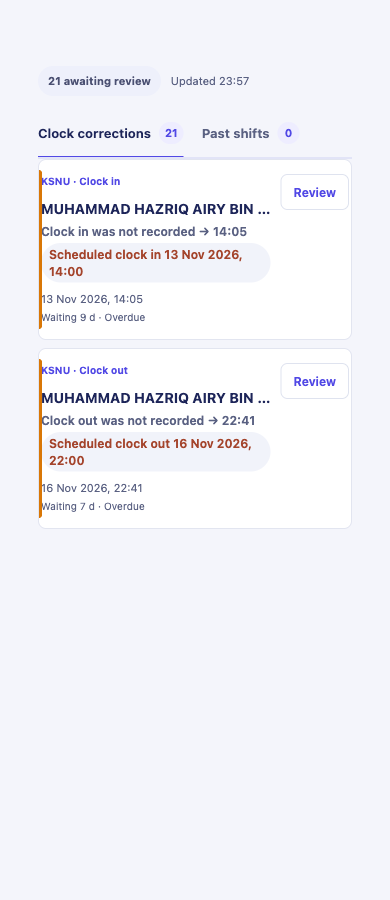 21 awaiting review Updated 23:57
Clock corrections 21 Past shifts 0
KSNU · Clock in
Review
MUHAMMAD HAZRIQ AIRY BIN ...
Clock in was not recorded → 14:05
Scheduled clock in 13 Nov 2026,
14:00
13 Nov 2026, 14:05
Waiting 9 d · Overdue
KSNU · Clock out
Review
MUHAMMAD HAZRIQ AIRY BIN ...
Clock out was not recorded → 22:41
Scheduled clock out 16 Nov 2026,
22:00
16 Nov 2026, 22:41
Waiting 7 d · Overdue